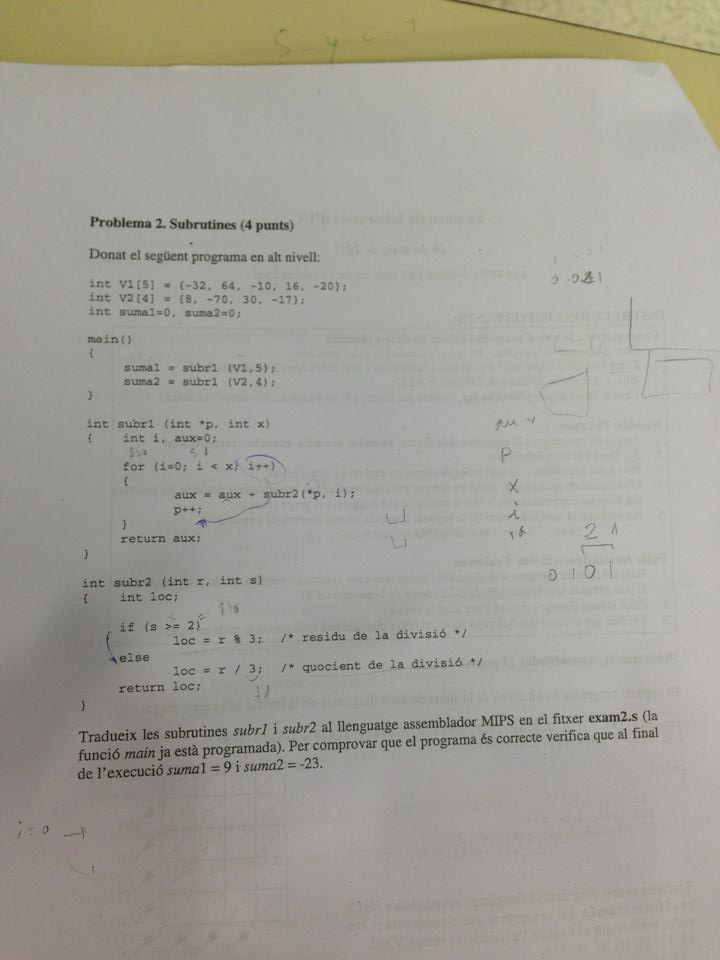 S - y - c - T
Problema 2. Subrutines (4 punts)
Donat el següent programa en alt nivell:
int V1[5] = {-32, 64, -10, 16, -20};
int V2[4] = {8, -70, 30, -17};
int suma1=0, suma2=0;
main()
{
suma1 = subr1 (V1,5);
suma2 = subr1 (V2,4);
}
int subr1 (int *p, int x)
{ int i, aux=0;
for (i=0; i < x; i++)
{
aux = aux + subr2(*p, i);
p++;
}
return aux;
}
P
X
i
2 1
0 1 0 1
int subr2 (int r, int s)
{ int loc;
if (s >= 2)
loc = r % 3; /* residu de la divisió */
else
loc = r / 3; /* quocient de la divisió */
return loc;
}
Tradueix les subrutines subr1 i subr2 al llenguatge assemblador MIPS en el fitxer exam2.s (la
funció main ja està programada). Per comprovar que el programa és correcte verifica que al final
de l'execució suma1 = 9 i suma2 = -23.
i = 0